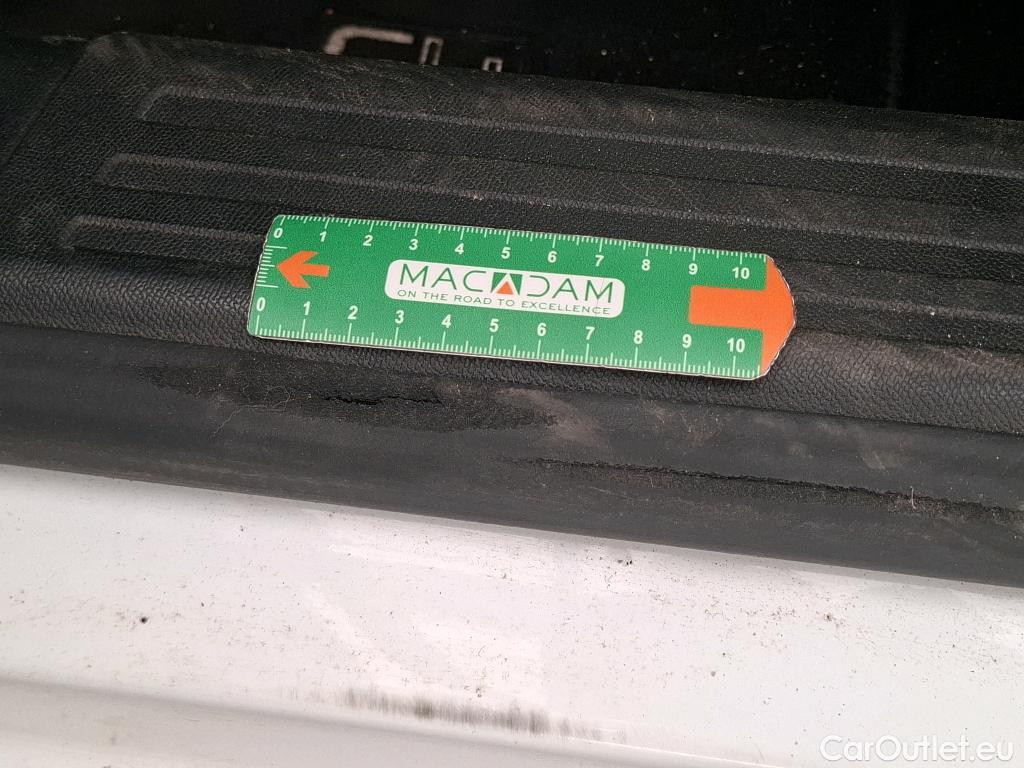 0 1 2 3 4 5 6 7 8 9 10
MACADAM
ON THE ROAD TO EXCELLENCE
0 1 2 3 4 5 6 7 8 9 10
CarOutlet.eu